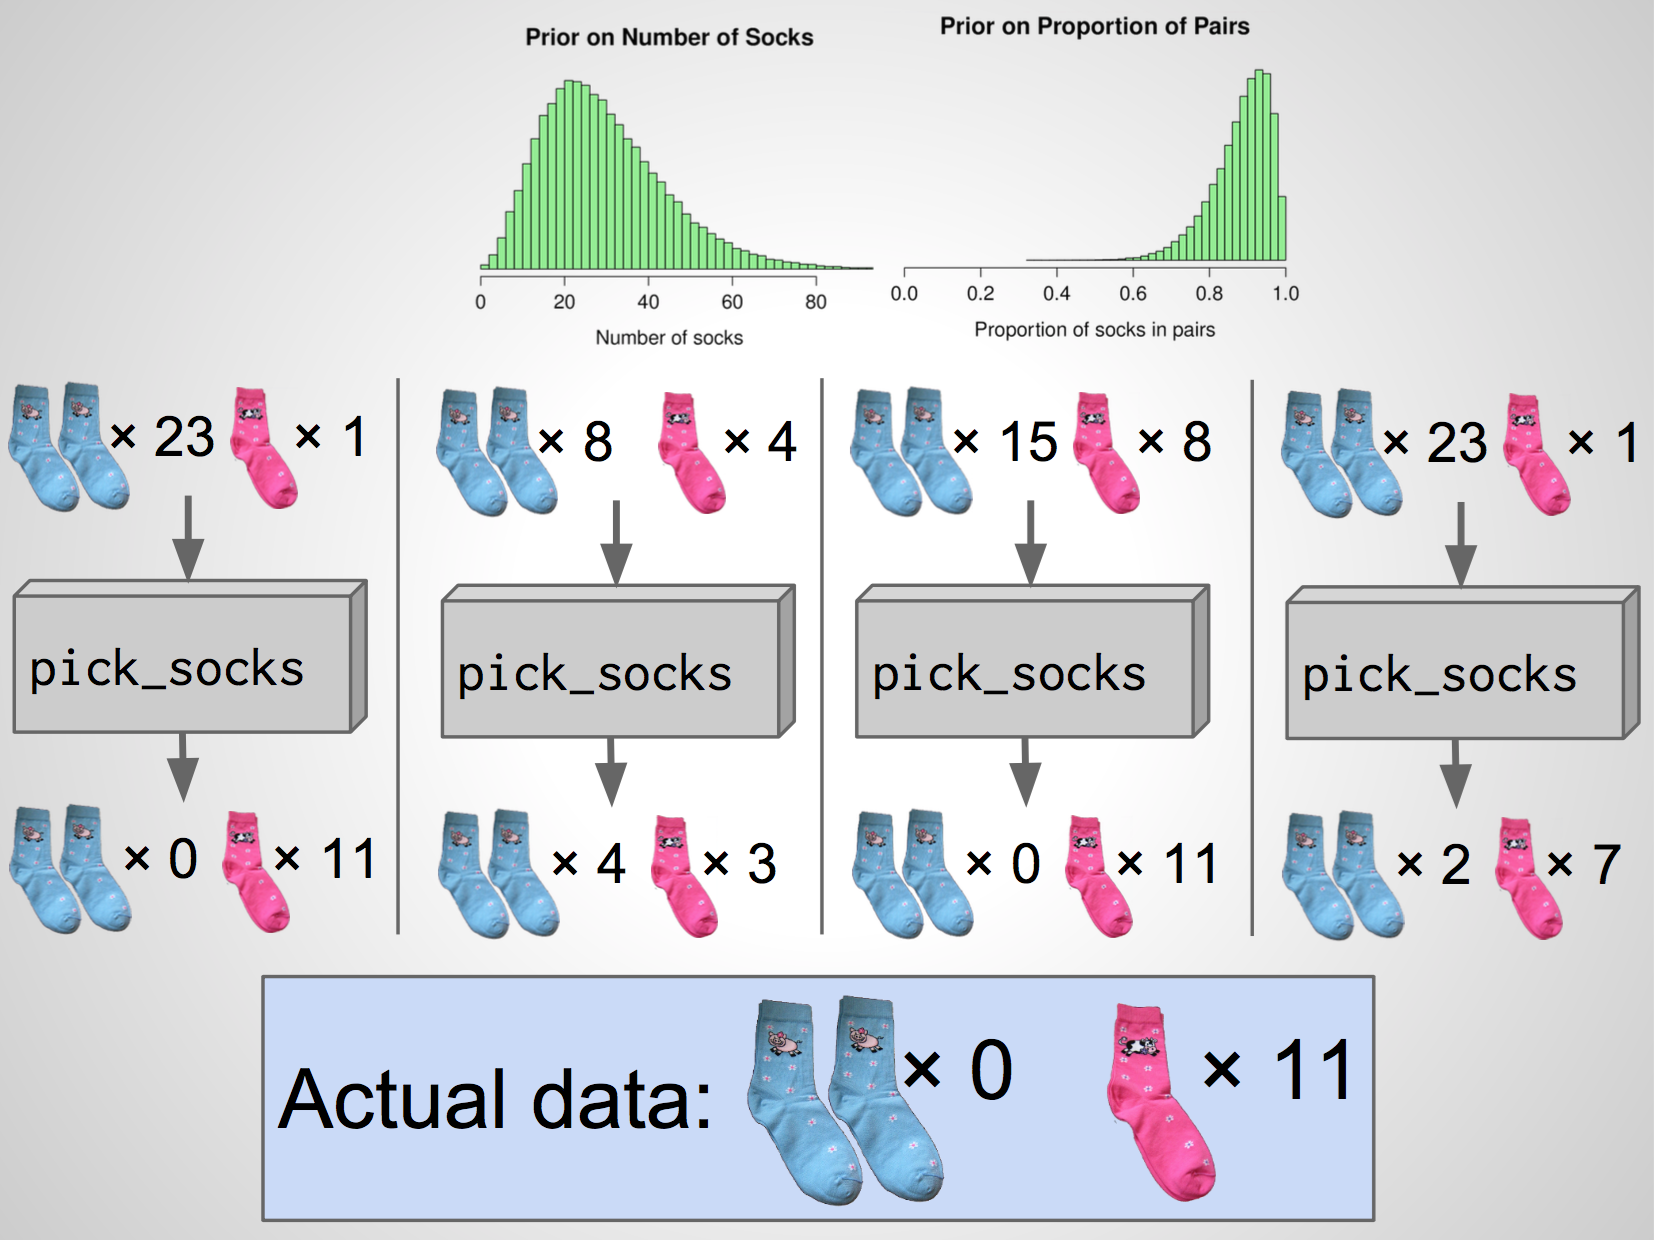 Prior on Number of Socks
Prior on Proportion of Pairs
0 20 40 60 80
Number of socks
0.0 0.2 0.4 0.6 0.8 1.0
Proportion of socks in pairs
× 23 × 1
× 8 × 4
× 15 × 8
× 23 × 1
pick_socks
pick_socks
pick_socks
pick_socks
× 0 × 11
× 4 × 3
× 0 × 11
× 2 × 7
Actual data: × 0 × 11